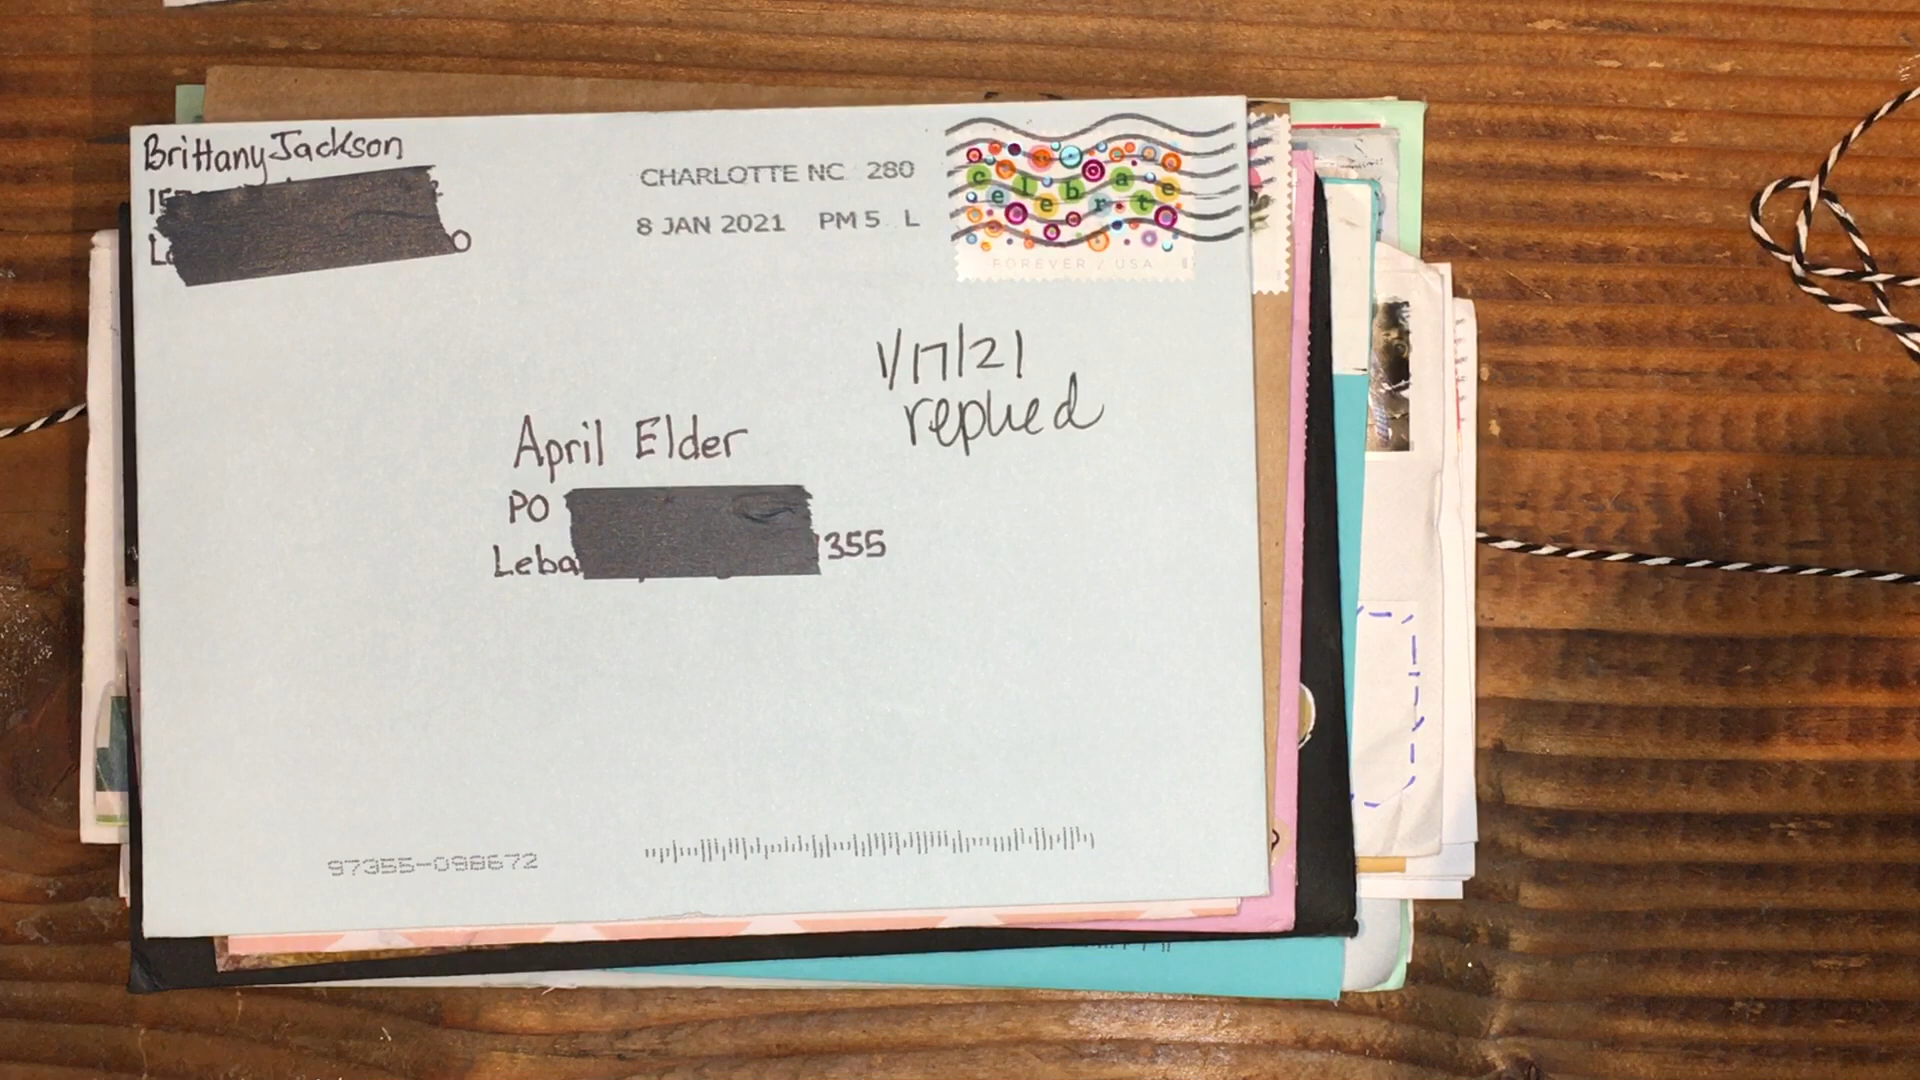 Brittany Jackson
CHARLOTTE NC 280
8 JAN 2021 PM 5 L
celebrate
FOREVER / USA
1/17/21
replied
April Elder
PO
Leba
355
97355-098672